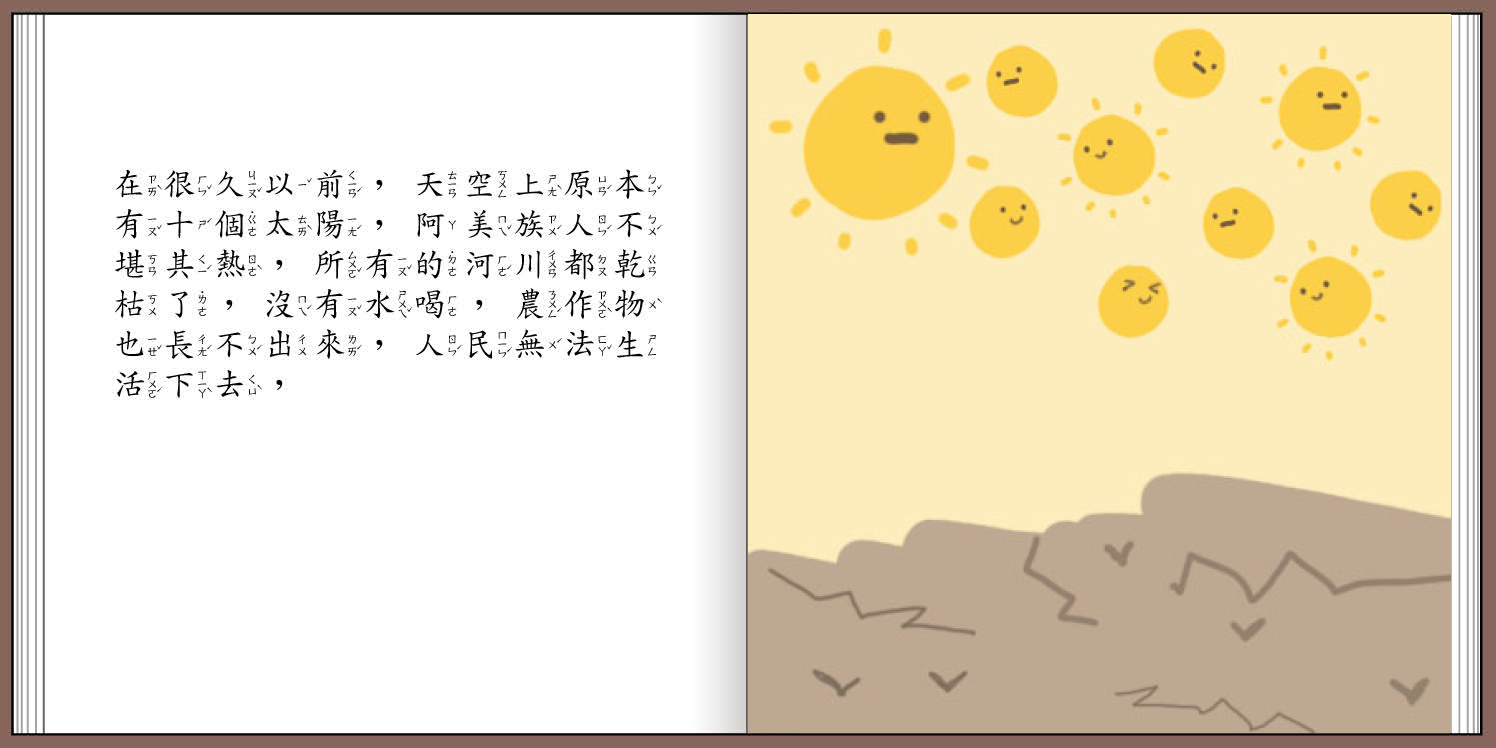 在很久以前， 天空上原本
有十個太陽， 阿美族人不
堪其熱， 所有的河川都乾
枯了， 沒有水喝， 農作物
也長不出來， 人民無法生
活下去，